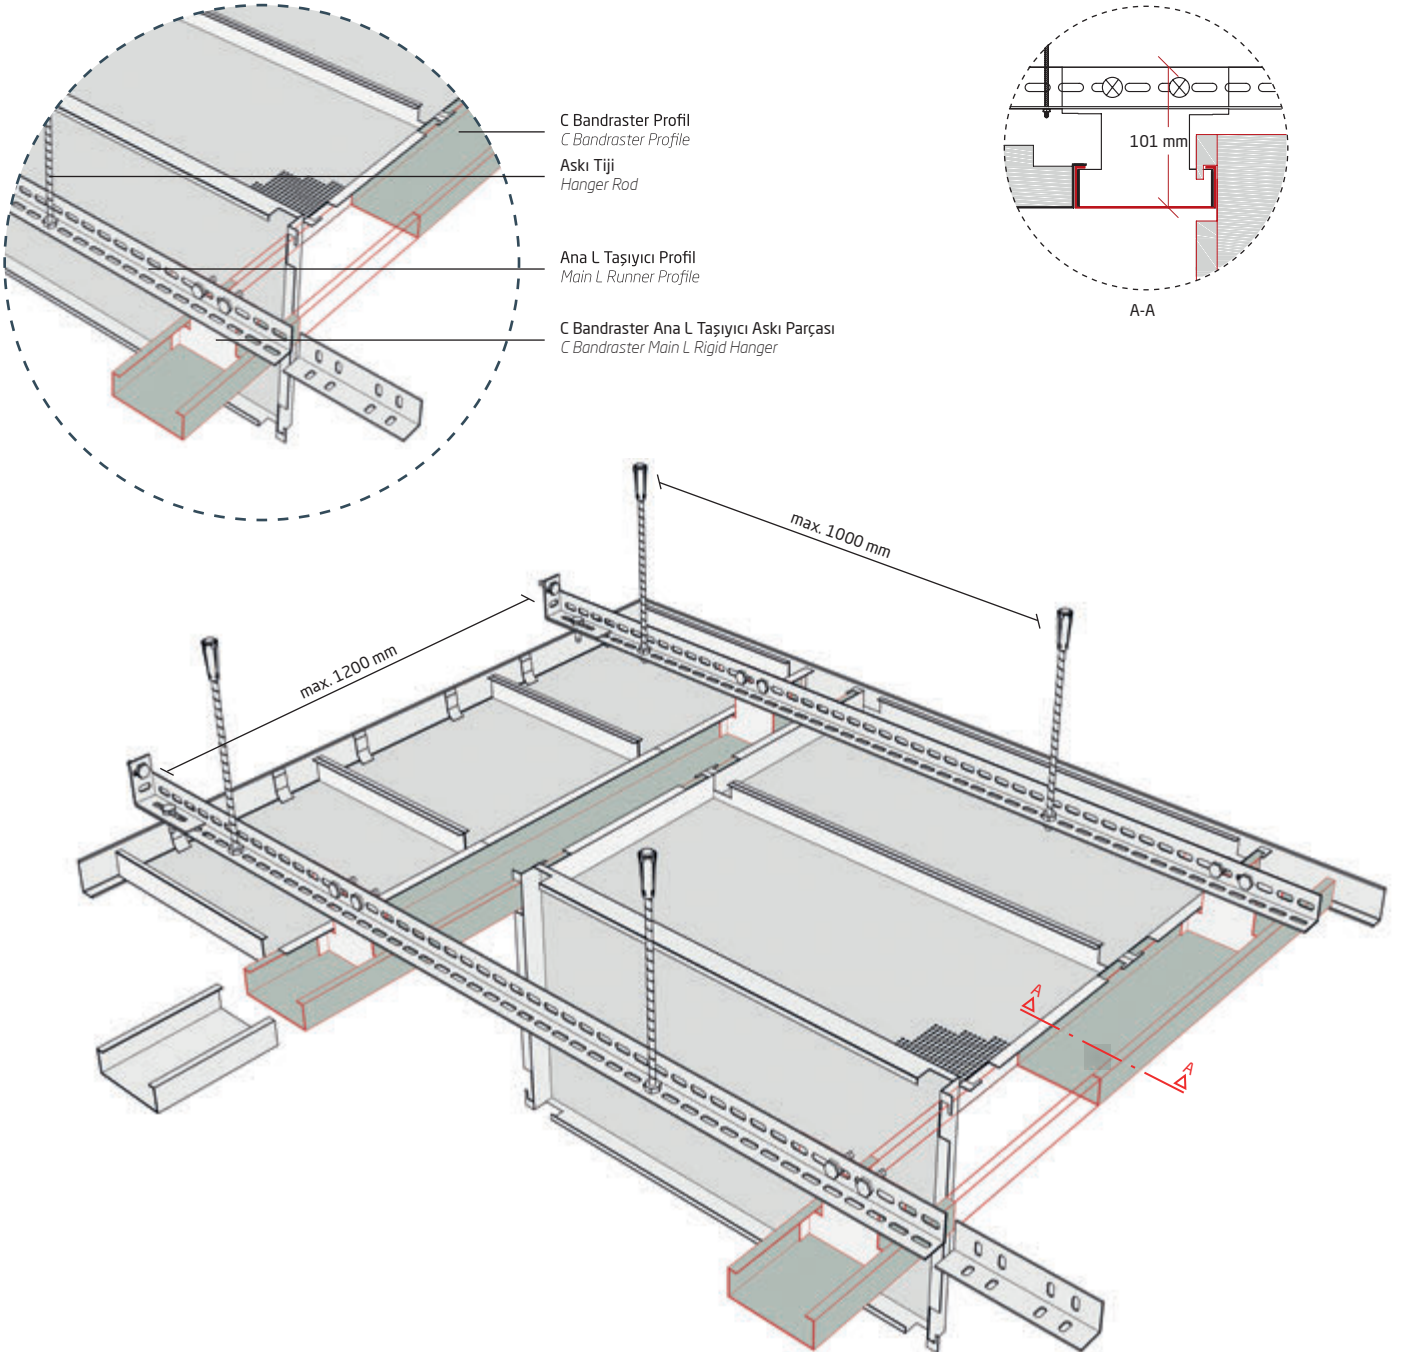 C Bandraster Profil
C Bandraster Profile
Askı Tiji
Hanger Rod
Ana L Taşıyıcı Profil
Main L Runner Profile
C Bandraster Ana L Taşıyıcı Askı Parçası
C Bandraster Main L Rigid Hanger
101 mm
A-A
max. 1000 mm
max. 1200 mm
A
A